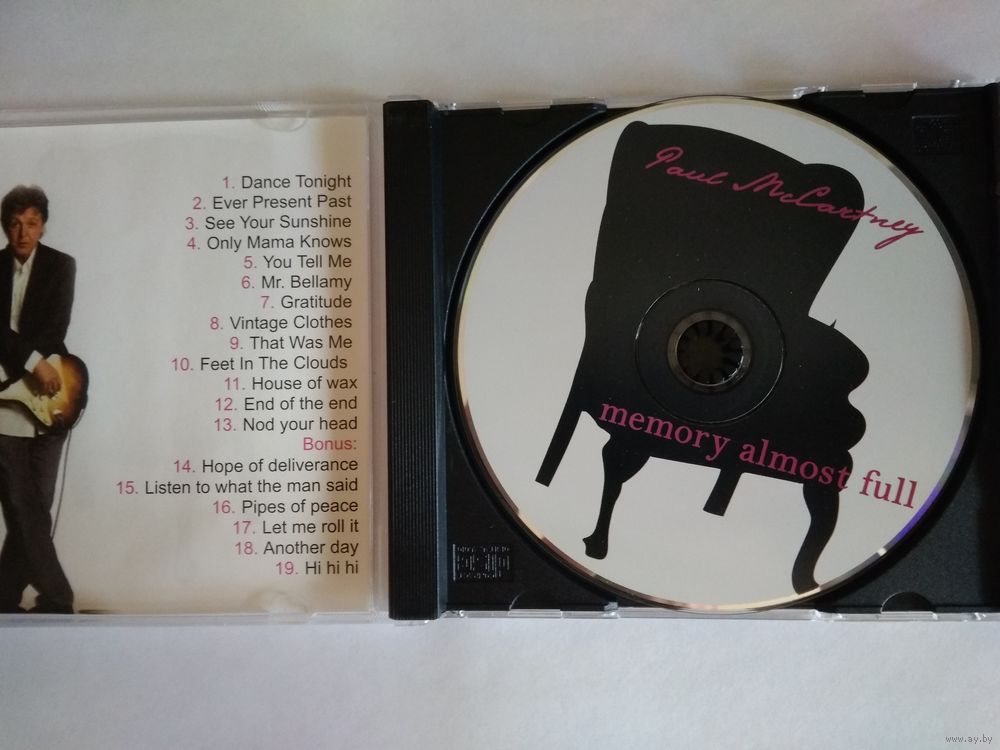 1. Dance Tonight
2. Ever Present Past
3. See Your Sunshine
4. Only Mama Knows
5. You Tell Me
6. Mr. Bellamy
7. Gratitude
8. Vintage Clothes
9. That Was Me
10. Feet In The Clouds
11. House of wax
12. End of the end
13. Nod your head
Bonus:
14. Hope of deliverance
15. Listen to what the man said
16. Pipes of peace
17. Let me roll it
18. Another day
19. Hi hi hi
Paul McCartney
memory almost full
www.ay.by